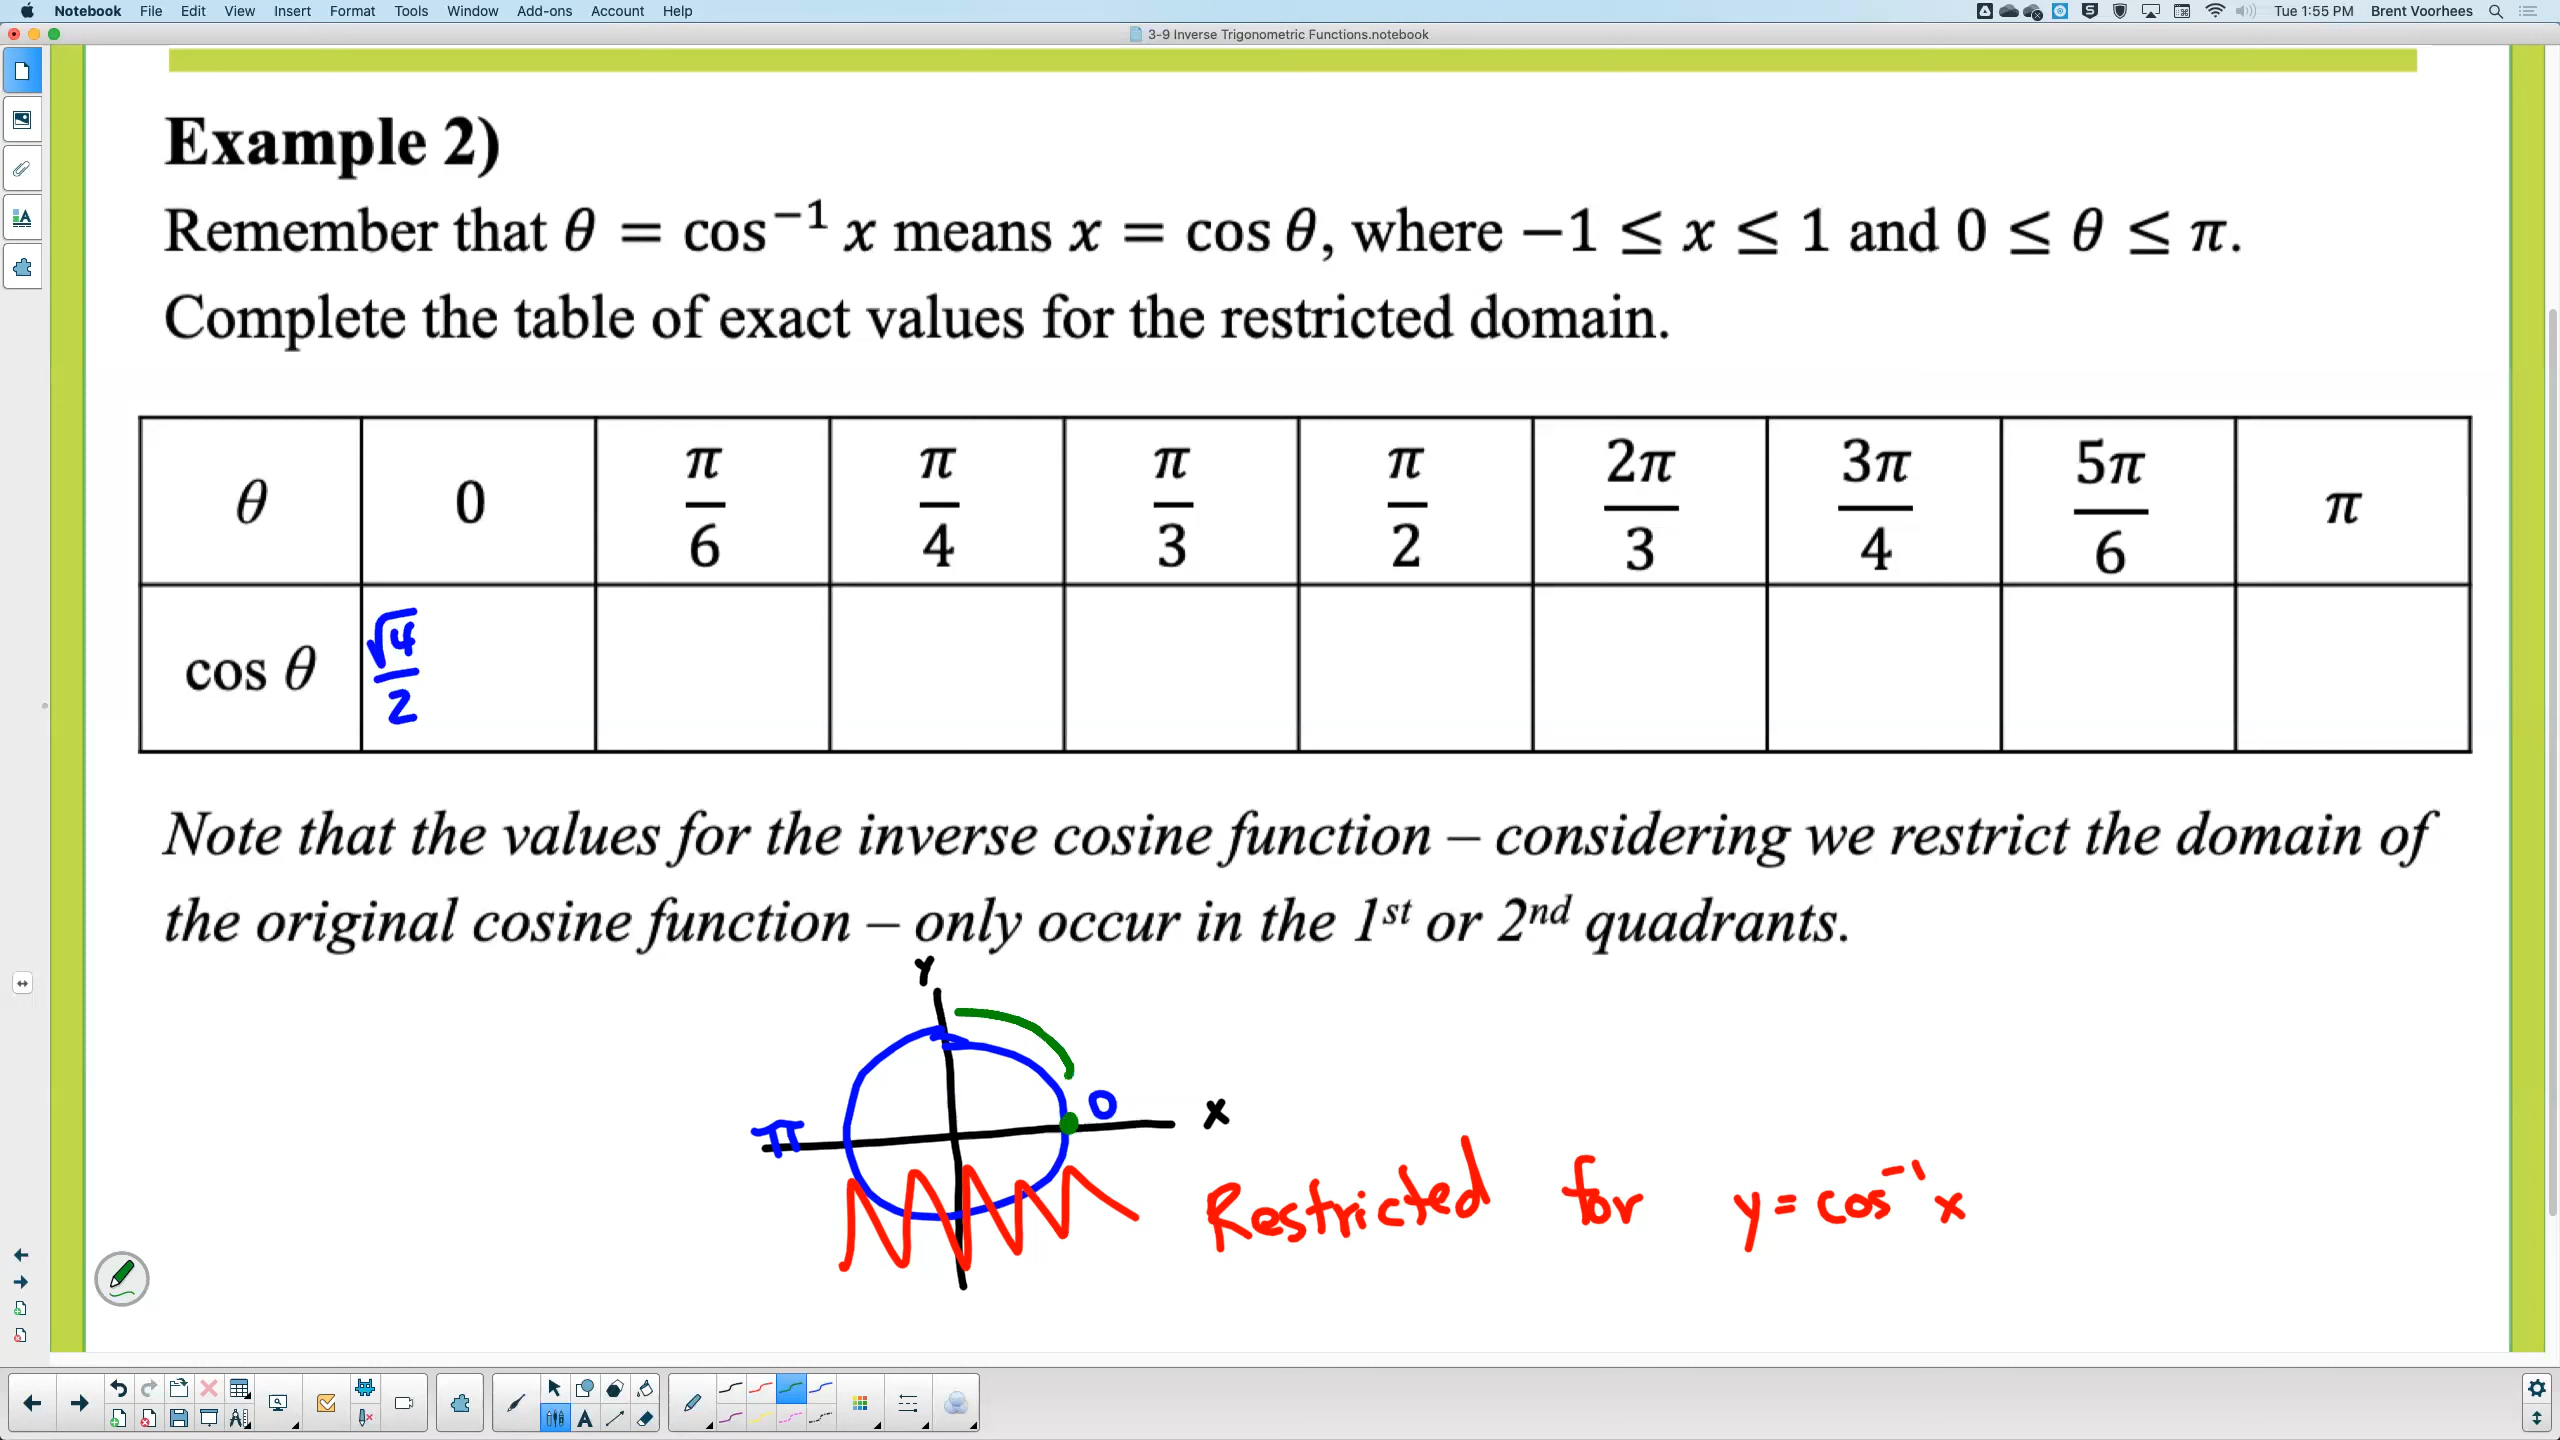 Notebook File Edit View Insert Format Tools Window Add-ons Account Help Tue 1:55 PM Brent Voorhees
3-9 Inverse Trigonometric Functions.notebook
Example 2)
Remember that θ = cos⁻¹ x means x = cos θ, where −1 ≤ x ≤ 1 and 0 ≤ θ ≤ π.
Complete the table of exact values for the restricted domain.
θ 0 π/6 π/4 π/3 π/2 2π/3 3π/4 5π/6 π
cos θ √4/2
Note that the values for the inverse cosine function – considering we restrict the domain of
the original cosine function – only occur in the 1st or 2nd quadrants.
Y
0
X
π
Restricted for y = cos⁻¹ x